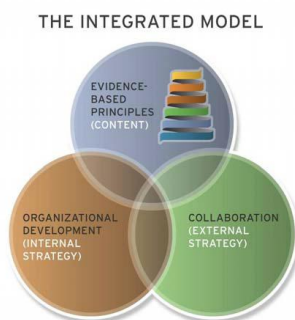 THE INTEGRATED MODEL
EVIDENCE-
BASED
PRINCIPLES
(CONTENT)
ORGANIZATIONAL
DEVELOPMENT
(INTERNAL
STRATEGY)
COLLABORATION
(EXTERNAL
STRATEGY)